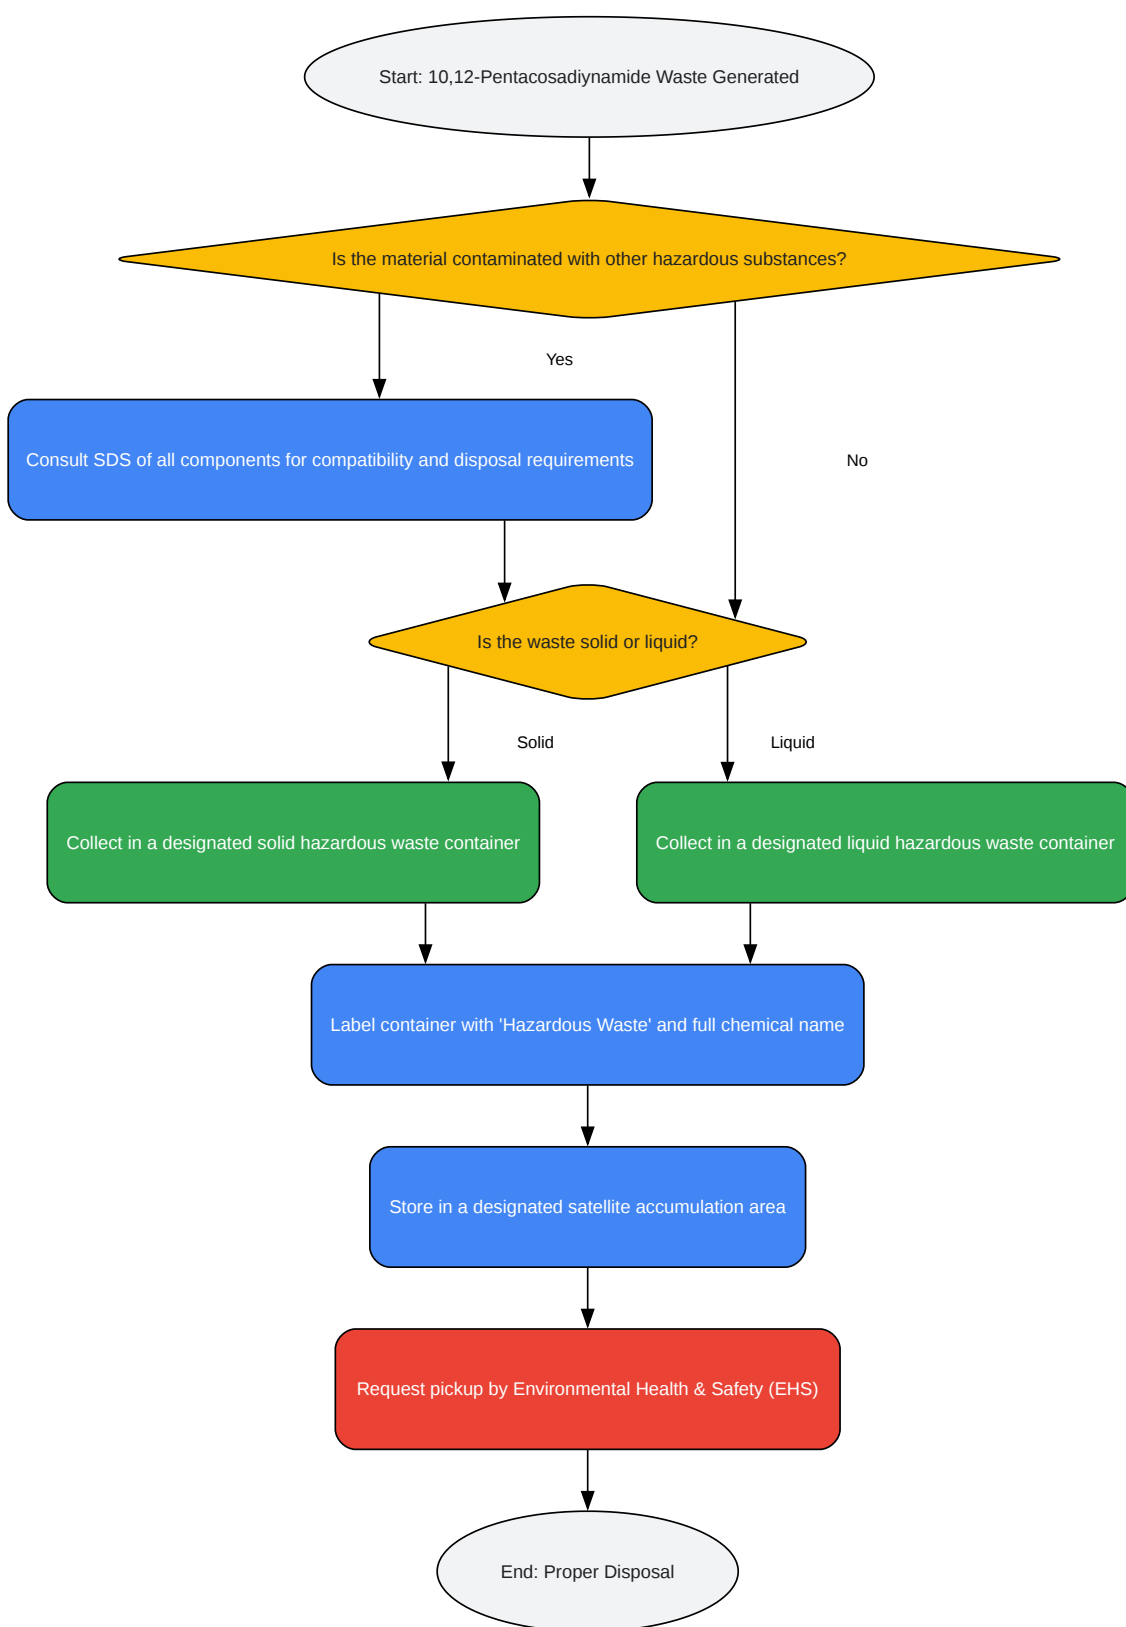 Start: 10,12-Pentacosadiynamide Waste Generated
Is the material contaminated with other hazardous substances?
Yes
Consult SDS of all components for compatibility and disposal requirements
No
Is the waste solid or liquid?
Solid
Liquid
Collect in a designated solid hazardous waste container
Collect in a designated liquid hazardous waste container
Label container with 'Hazardous Waste' and full chemical name
Store in a designated satellite accumulation area
Request pickup by Environmental Health & Safety (EHS)
End: Proper Disposal